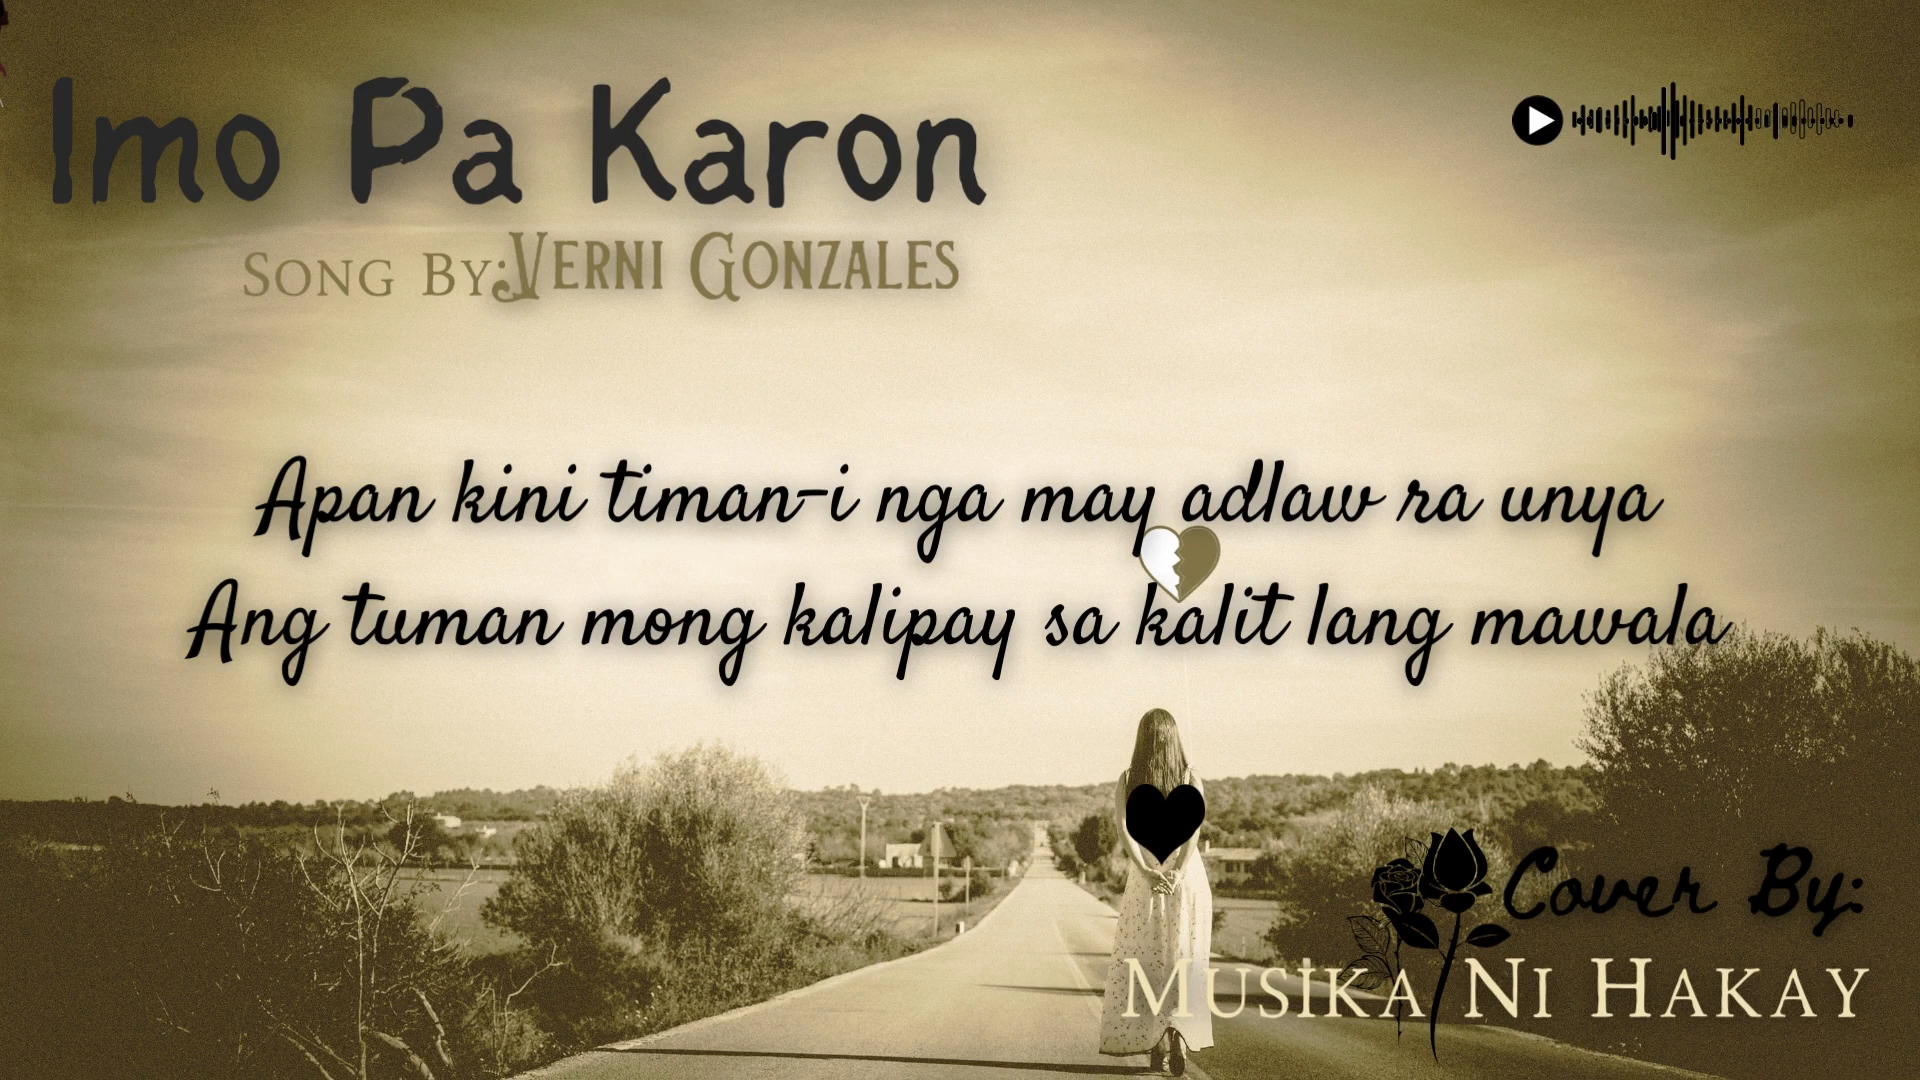 Imo Pa Karon
Song By: Verni Gonzales
Apan kini timan-i nga may adlaw ra unya
Ang tuman mong kalipay sa kalit lang mawala
Cover By:
Musika Ni Hakay